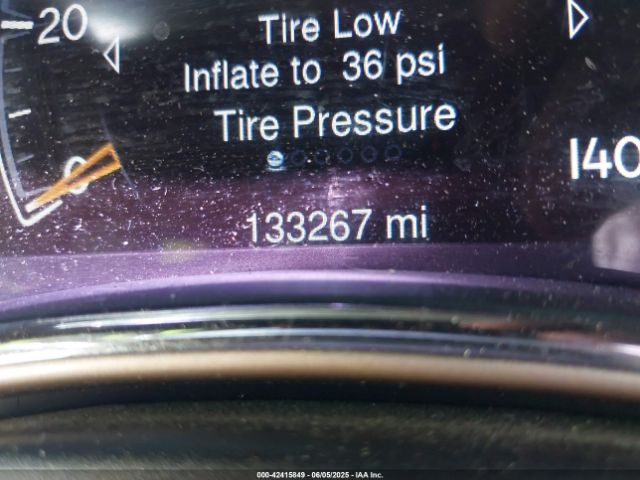 20
Tire Low
Inflate to 36 psi
Tire Pressure
0
140
133267 mi
000-42415849 - 06/05/2025 - IAA Inc.